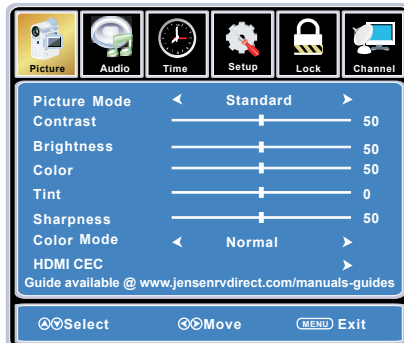 Picture Audio Time Setup Lock Channel
Picture Mode Standard
Contrast 50
Brightness 50
Color 50
Tint 0
Sharpness 50
Color Mode Normal
HDMI CEC
Guide available @ www.jensenrvdirect.com/manuals-guides
Select Move MENU Exit